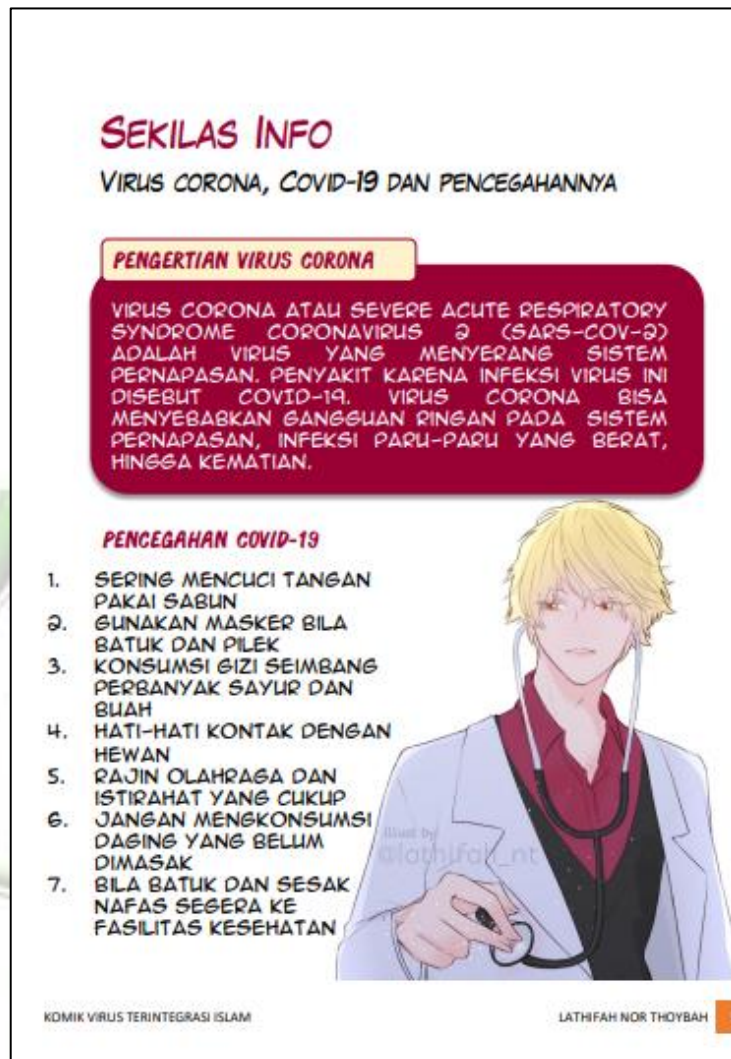 SEKILAS INFO
VIRUS CORONA, COVID-19 DAN PENCEGAHANNYA
PENGERTIAN VIRUS CORONA
VIRUS CORONA ATAU SEVERE ACUTE RESPIRATORY
SYNDROME CORONAVIRUS 2 (SARS-COV-2)
ADALAH VIRUS YANG MENYERANG SISTEM
PERNAPASAN. PENYAKIT KARENA INFEKSI VIRUS INI
DISEBUT COVID-19. VIRUS CORONA BISA
MENYEBABKAN GANGGUAN RINGAN PADA SISTEM
PERNAPASAN, INFEKSI PARU-PARU YANG BERAT,
HINGGA KEMATIAN.
PENCEGAHAN COVID-19
1. SERING MENCUCI TANGAN
PAKAI SABUN
2. GUNAKAN MASKER BILA
BATUK DAN PILEK
3. KONSUMSI GIZI SEIMBANG
PERBANYAK SAYUR DAN
BUAH
4. HATI-HATI KONTAK DENGAN
HEWAN
5. RAJIN OLAHRAGA DAN
ISTIRAHAT YANG CUKUP
6. JANGAN MENGKONSUMSI
DAGING YANG BELUM
DIMASAK
7. BILA BATUK DAN SESAK
NAFAS SEGERA KE
FASILITAS KESEHATAN
Illust by
@lathifah_nt
KOMIK VIRUS TERINTEGRASI ISLAM
LATHIFAH NOR THOYBAH